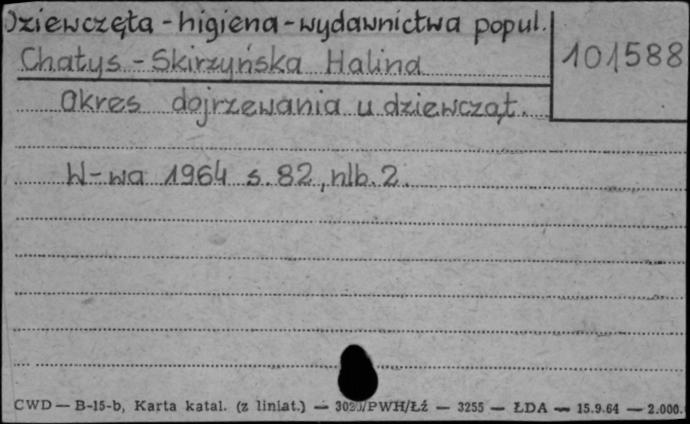 Dziewczęta - higiena - wydawnictwa popul.
101588
Chatys - Skirzyńska Halina
Okres dojrzewania u dziewcząt.
W-wa 1964 s. 82, nlb. 2.
CWD — B-15-b, Karta katal. (z liniat.) — /PWH/Łź — 3255 — ŁDA — 15.9.64 — 2.000.